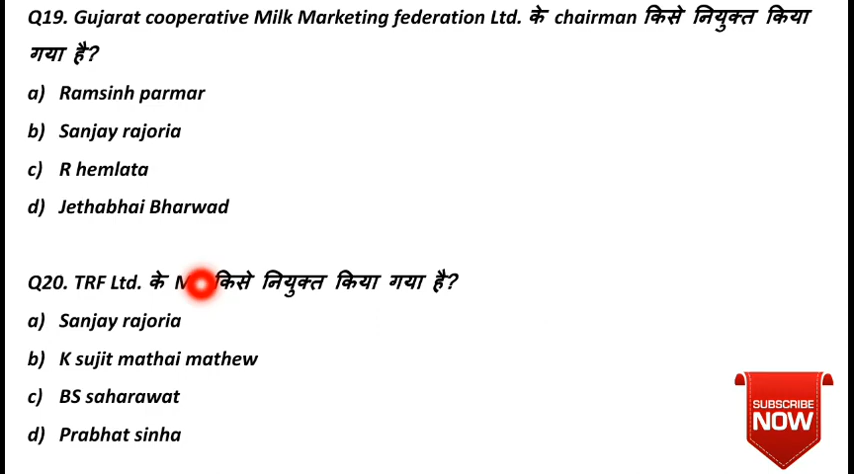 Q19. Gujarat cooperative Milk Marketing federation Ltd. के chairman किसे नियुक्त किया
गया है?
a) Ramsinh parmar
b) Sanjay rajoria
c) R hemlata
d) Jethabhai Bharwad
Q20. TRF Ltd. के किसे नियुक्त किया गया है?
a) Sanjay rajoria
b) K sujit mathai mathew
c) BS saharawat
d) Prabhat sinha
SUBSCRIBE
NOW